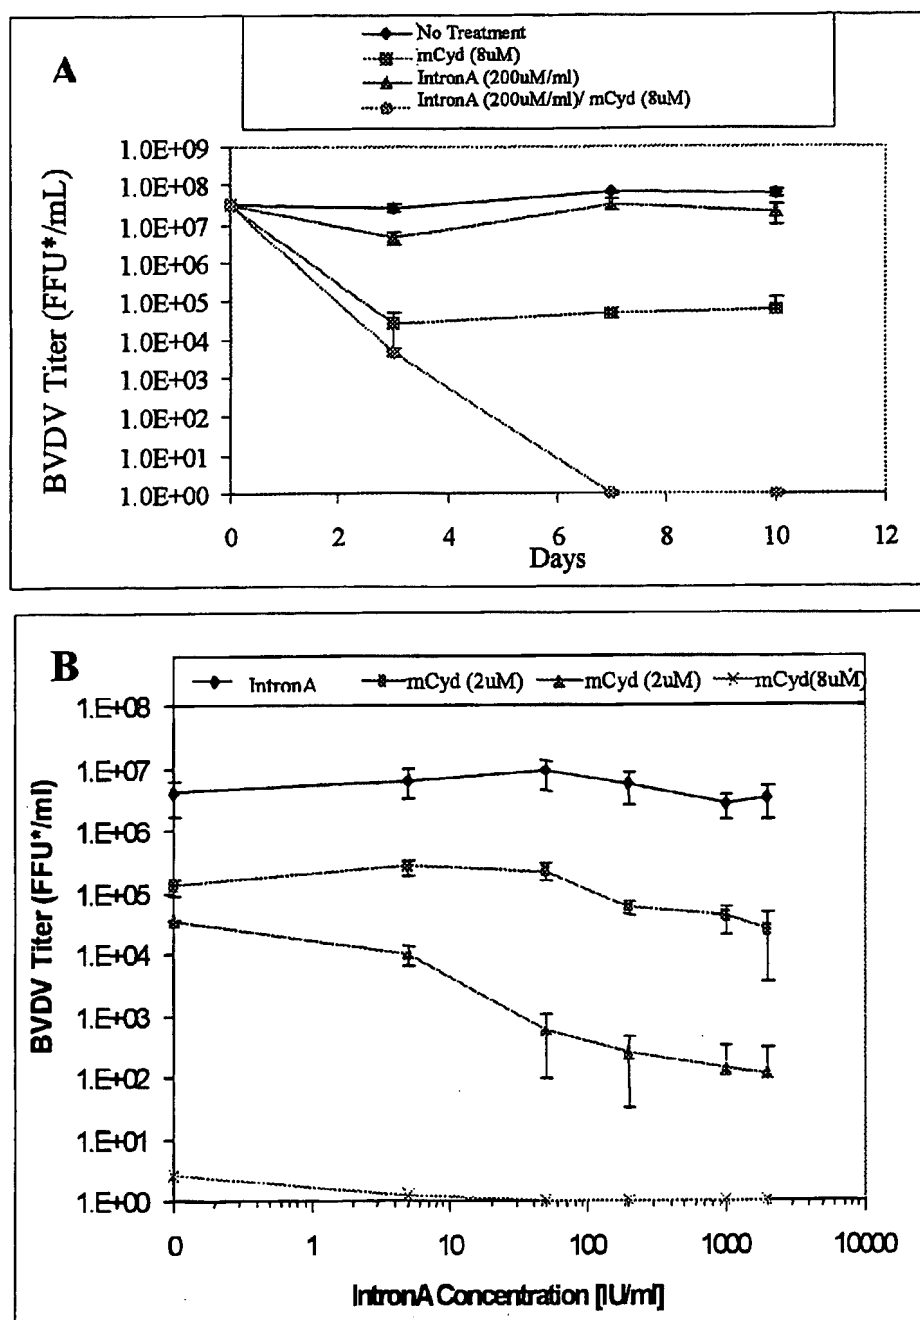 A
No Treatment
mCyd (8uM)
IntronA (200uM/ml)
IntronA (200uM/ml)/ mCyd (8uM)
BVDV Titer (FFU*/mL)
1.0E+09
1.0E+08
1.0E+07
1.0E+06
1.0E+05
1.0E+04
1.0E+03
1.0E+02
1.0E+01
1.0E+00
0 2 4 6 8 10 12
Days
B
IntronA mCyd (2uM) mCyd (2uM) mCyd(8uM)
BVDV Titer (FFU*/ml)
1.E+08
1.E+07
1.E+06
1.E+05
1.E+04
1.E+03
1.E+02
1.E+01
1.E+00
0 1 10 100 1000 10000
IntronA Concentration [IU/ml]